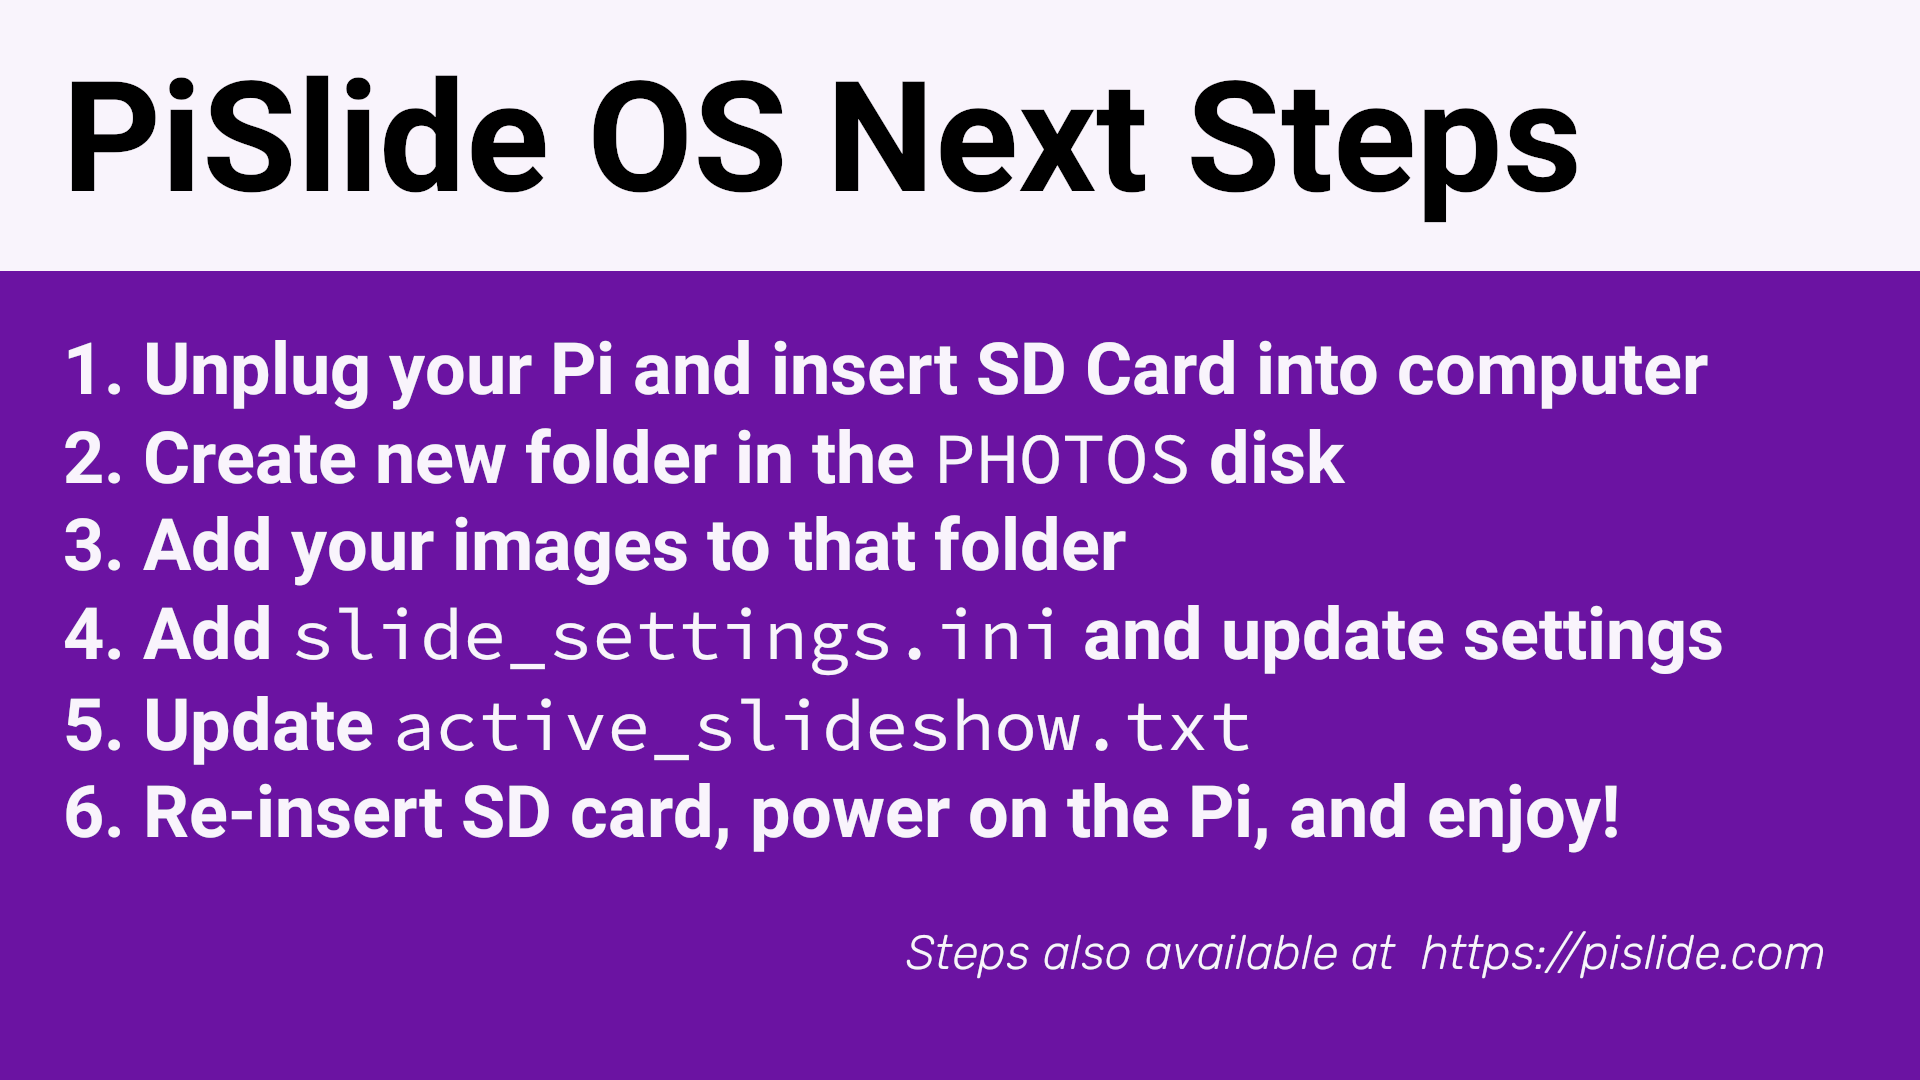 PiSlide OS Next Steps
1. Unplug your Pi and insert SD Card into computer
2. Create new folder in the PHOTOS disk
3. Add your images to that folder
4. Add slide_settings.ini and update settings
5. Update active_slideshow.txt
6. Re-insert SD card, power on the Pi, and enjoy!
Steps also available at https://pislide.com